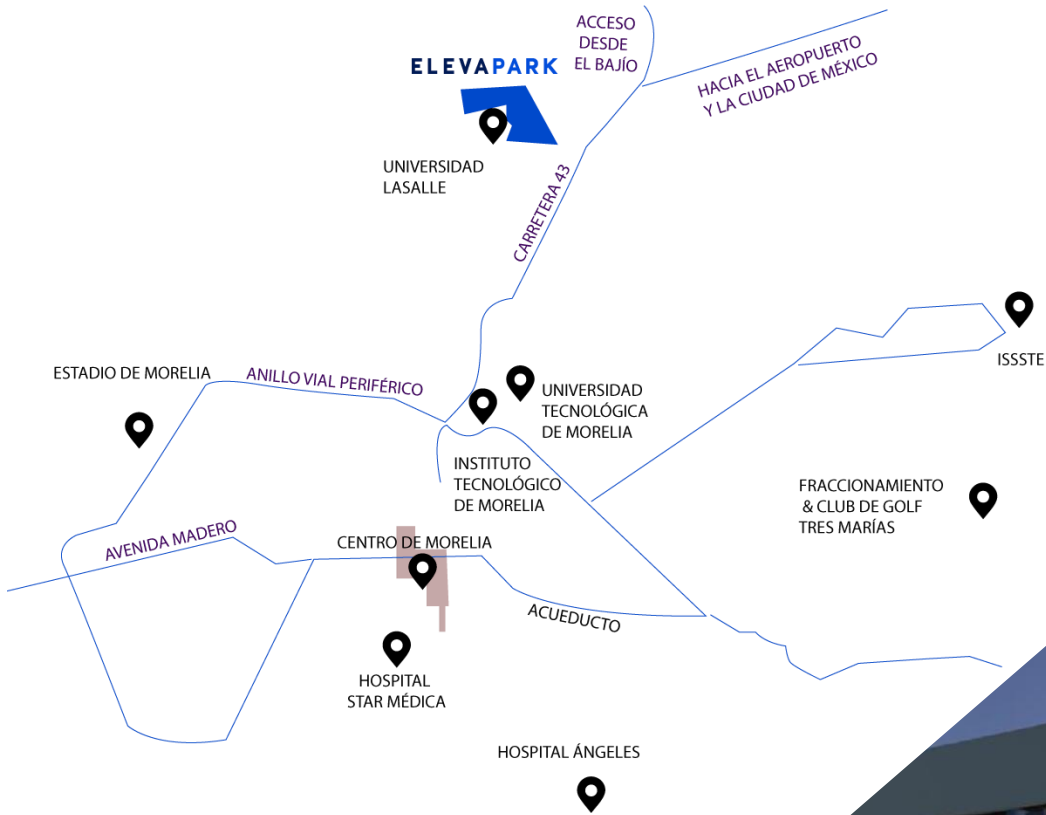 ACCESO
DESDE
EL BAJÍO
HACIA EL AEROPUERTO
Y LA CIUDAD DE MÉXICO
ELEVAPARK
UNIVERSIDAD
LASALLE
CARRETERA 43
ISSSTE
ESTADIO DE MORELIA
ANILLO VIAL PERIFÉRICO
UNIVERSIDAD
TECNOLÓGICA
DE MORELIA
INSTITUTO
TECNOLÓGICO
DE MORELIA
FRACCIONAMIENTO
& CLUB DE GOLF
TRES MARÍAS
AVENIDA MADERO
CENTRO DE MORELIA
ACUEDUCTO
HOSPITAL
STAR MÉDICA
HOSPITAL ÁNGELES